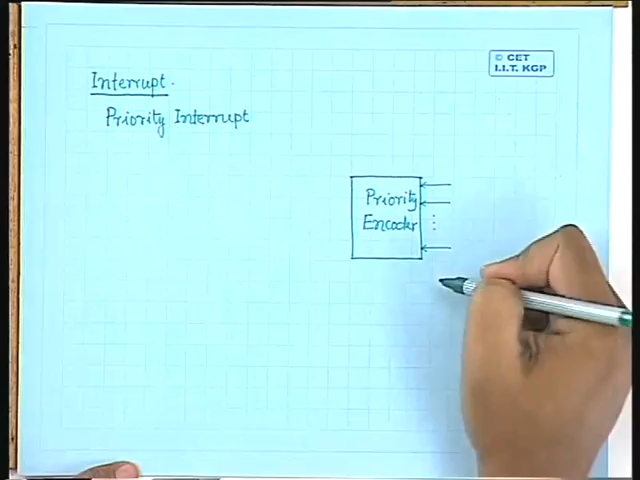 © CET
I.I.T. KGP
Interrupt.
Priority Interrupt
Priority
Encoder